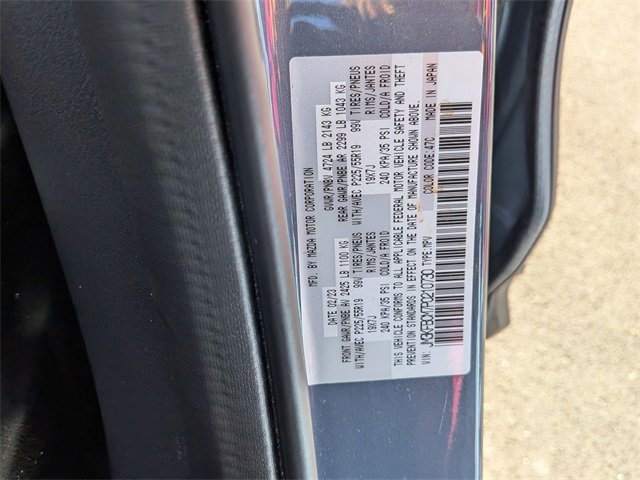 MFD. BY MAZDA MOTOR CORPORATION
DATE 02/23 GVWR/PNBV 4724 LB 2143 KG
FRONT GAWR/PNBE AV 2425 LB 1100 KG REAR GAWR/PNBE AR 2299 LB 1043 KG
WITH/AVEC P225/55R19 99V TIRES/PNEUS WITH/AVEC P225/55R19 99V TIRES/PNEUS
19X7J RIMS/JANTES 19X7J RIMS/JANTES
240 KPA/35 PSI COLD/A FROID 240 KPA/35 PSI COLD/A FROID
THIS VEHICLE CONFORMS TO ALL APPLICABLE FEDERAL MOTOR VEHICLE SAFETY AND THEFT
PREVENTION STANDARDS IN EFFECT ON THE DATE OF MANUFACTURE SHOWN ABOVE.
VIN: JM3KFBCM7P0210730 TYPE:MPV COLOR CODE:47C MADE IN JAPAN